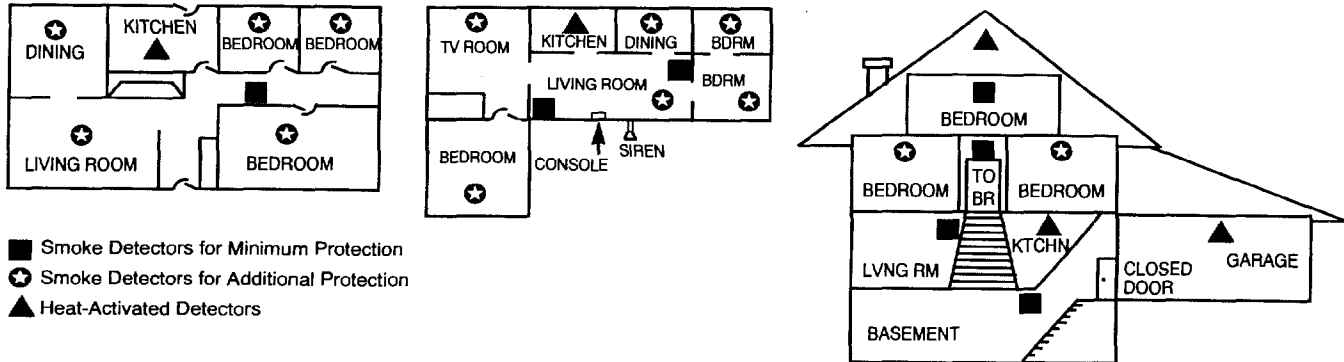 KITCHEN
DINING
BEDROOM
BEDROOM
LIVING ROOM
BEDROOM
TV ROOM
KITCHEN
DINING
BDRM
LIVING ROOM
BDRM
BEDROOM
CONSOLE
SIREN
Smoke Detectors for Minimum Protection
Smoke Detectors for Additional Protection
Heat-Activated Detectors
BEDROOM
BEDROOM
TO
BR
BEDROOM
LVNG RM
KTCHN
CLOSED
DOOR
GARAGE
BASEMENT